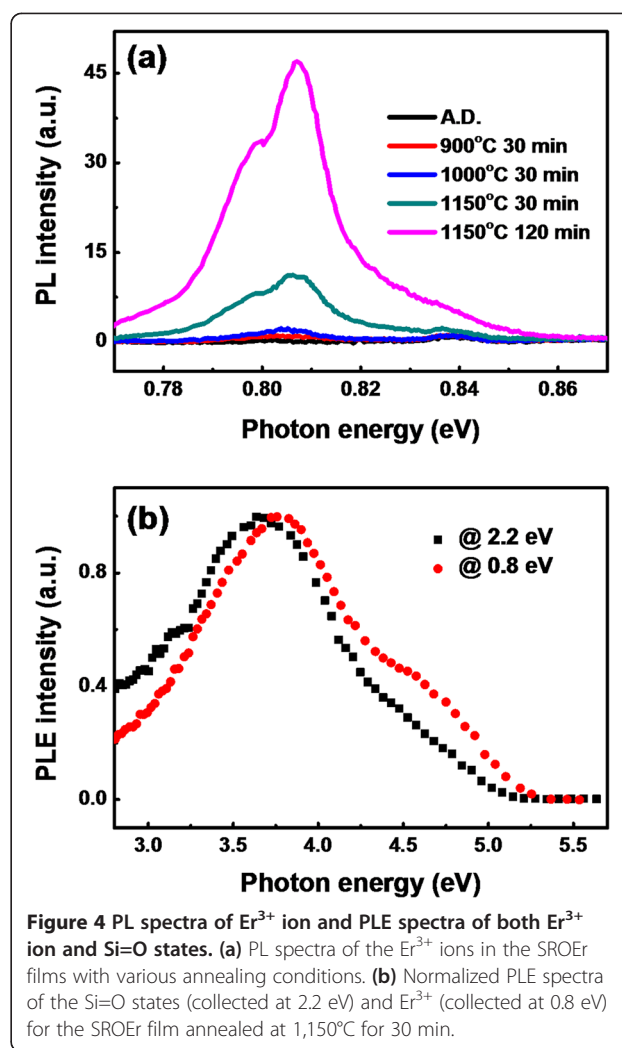 (a)
45
30
15
0
PL intensity (a.u.)
A.D.
900°C 30 min
1000°C 30 min
1150°C 30 min
1150°C 120 min
0.78 0.80 0.82 0.84 0.86
Photon energy (eV)
(b)
0.8
0.4
0.0
PLE intensity (a.u.)
@ 2.2 eV
@ 0.8 eV
3.0 3.5 4.0 4.5 5.0 5.5
Photon energy (eV)
Figure 4 PL spectra of Er³⁺ ion and PLE spectra of both Er³⁺
ion and Si=O states. (a) PL spectra of the Er³⁺ ions in the SROEr
films with various annealing conditions. (b) Normalized PLE spectra
of the Si=O states (collected at 2.2 eV) and Er³⁺ (collected at 0.8 eV)
for the SROEr film annealed at 1,150°C for 30 min.